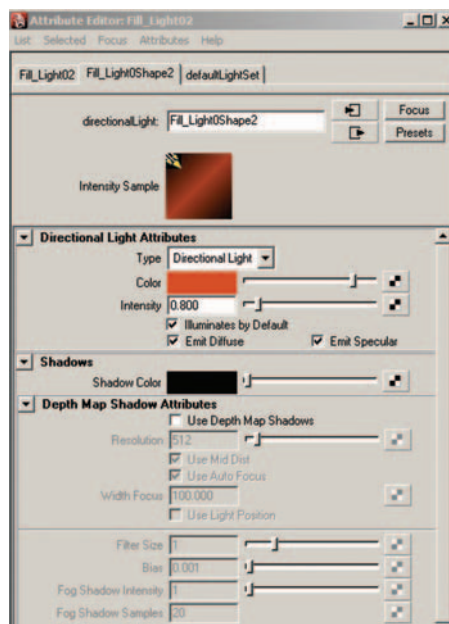 Attribute Editor: Fill_Light02
List Selected Focus Attributes Help
Fill_Light02 Fill_Light0Shape2 defaultLightSet
directionalLight: Fill_Light0Shape2 Focus
Presets
Intensity Sample
Directional Light Attributes
Type Directional Light
Color
Intensity 0.800
Illuminates by Default
Emit Diffuse Emit Specular
Shadows
Shadow Color
Depth Map Shadow Attributes
Use Depth Map Shadows
Resolution 512
Use Mid Dist
Use Auto Focus
Width Focus 100.000
Use Light Position
Filter Size 1
Bias 0.001
Fog Shadow Intensity 1
Fog Shadow Samples 20